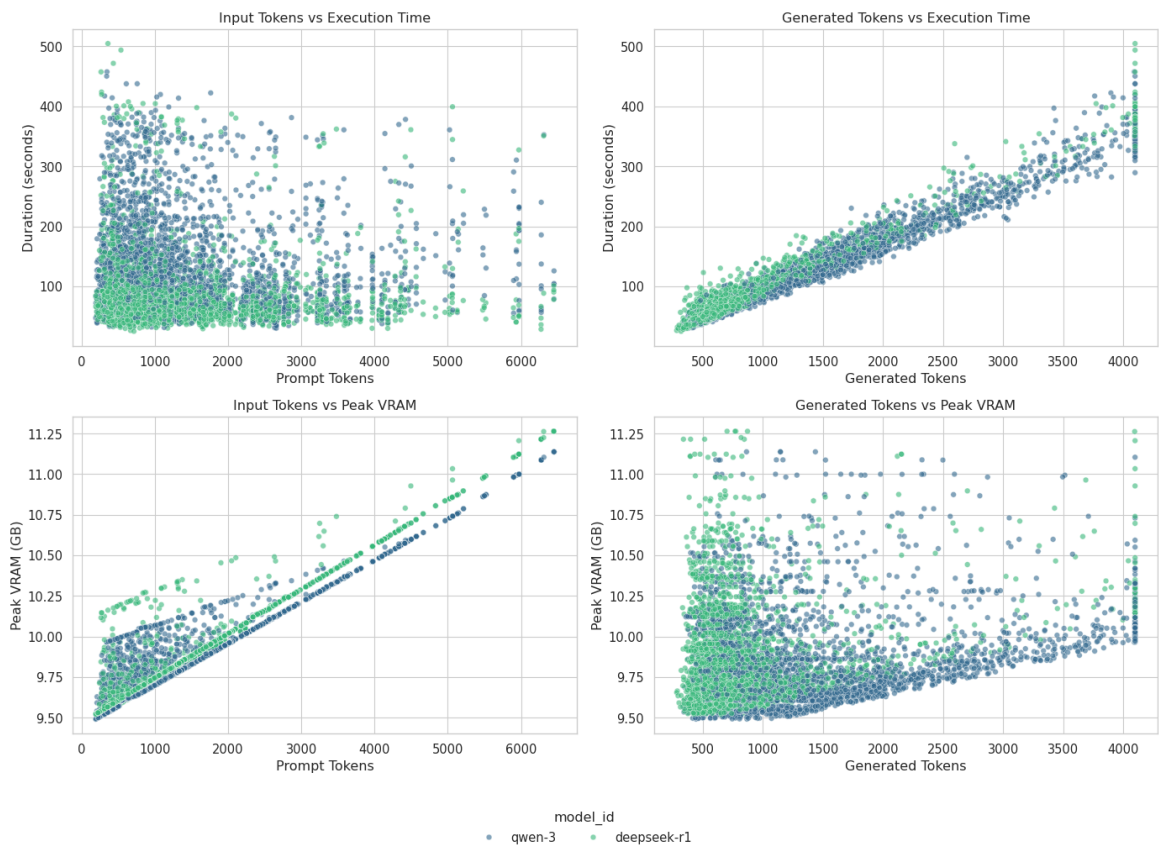 Input Tokens vs Execution Time
500
400
300
200
100
Duration (seconds)
0 1000 2000 3000 4000 5000 6000
Prompt Tokens
Generated Tokens vs Execution Time
500
400
300
200
100
Duration (seconds)
500 1000 1500 2000 2500 3000 3500 4000
Generated Tokens
Input Tokens vs Peak VRAM
11.25
11.00
10.75
10.50
10.25
10.00
9.75
9.50
Peak VRAM (GB)
0 1000 2000 3000 4000 5000 6000
Prompt Tokens
Generated Tokens vs Peak VRAM
11.25
11.00
10.75
10.50
10.25
10.00
9.75
9.50
Peak VRAM (GB)
500 1000 1500 2000 2500 3000 3500 4000
Generated Tokens
model_id
qwen-3 deepseek-r1